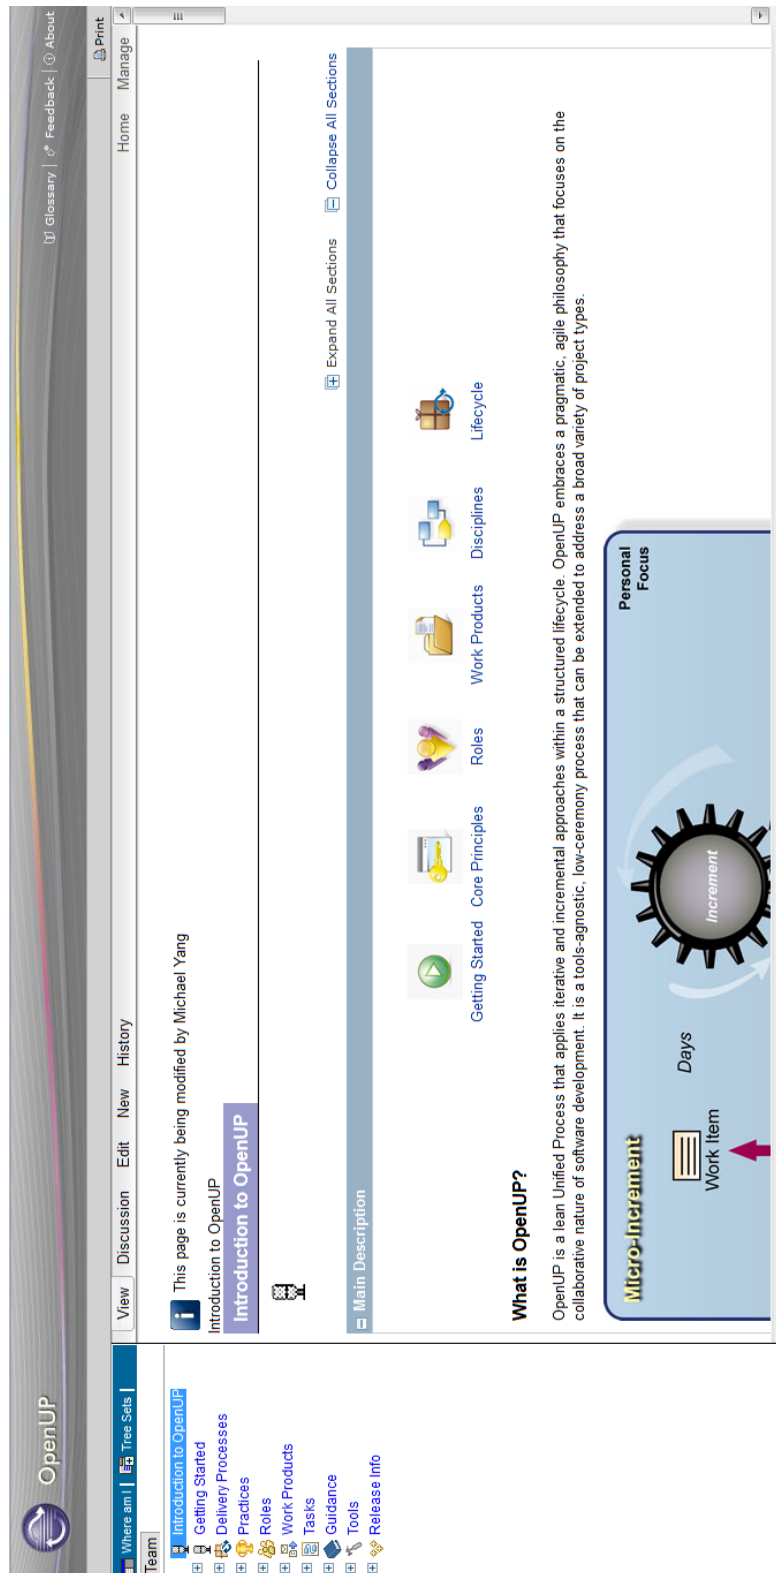 OpenUP
Glossary | Feedback | About
Print
Where am I | Tree Sets |
Team
Introduction to OpenUP
Getting Started
Delivery Processes
Practices
Roles
Work Products
Tasks
Guidance
Tools
Release Info
View Discussion Edit New History Home Manage
This page is currently being modified by Michael Yang
Introduction to OpenUP
Introduction to OpenUP
Expand All Sections Collapse All Sections
Main Description
Getting Started Core Principles Roles Work Products Disciplines Lifecycle
What is OpenUP?
OpenUP is a lean Unified Process that applies iterative and incremental approaches within a structured lifecycle. OpenUP embraces a pragmatic, agile philosophy that focuses on the
collaborative nature of software development. It is a tools-agnostic, low-ceremony process that can be extended to address a broad variety of project types.
Micro-Increment
Personal
Focus
Work Item
Days
Increment